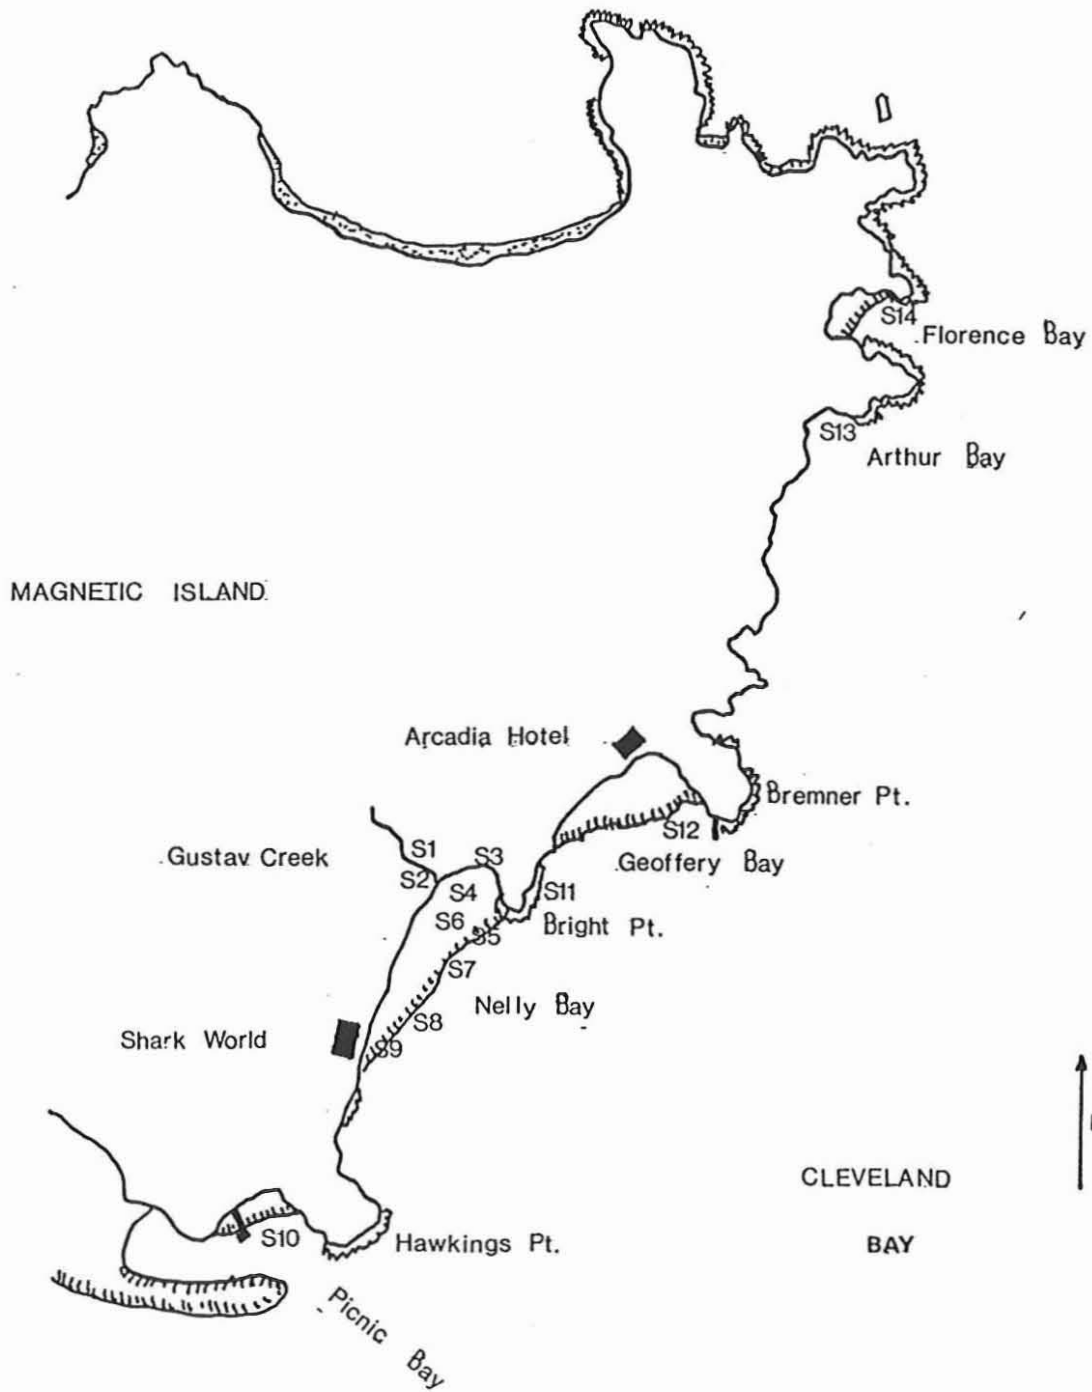 S14
Florence Bay
S13
Arthur Bay
MAGNETIC ISLAND
Arcadia Hotel
Bremner Pt.
S12
Geoffery Bay
Gustav Creek
S1
S2
S3
S4
S11
S6
S5
Bright Pt.
S7
Nelly Bay
S8
Shark World
S9
CLEVELAND
BAY
S10
Hawkings Pt.
Picnic Bay